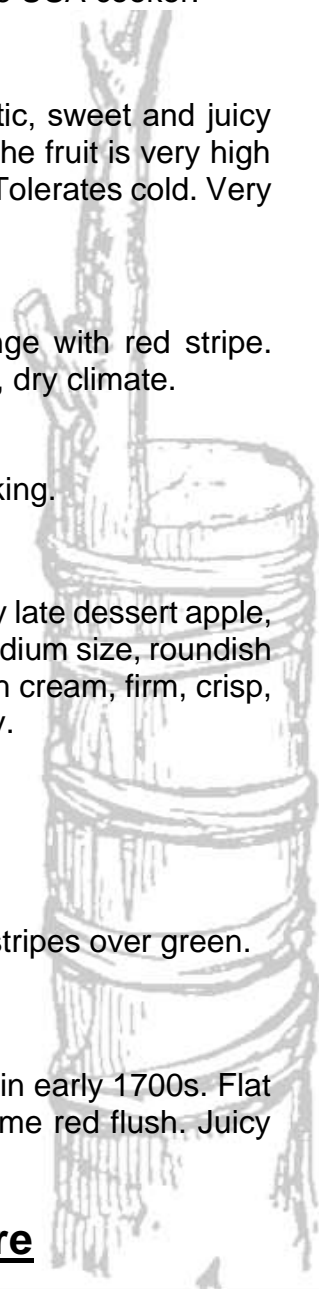 tic, sweet and juicy
he fruit is very high
Tolerates cold. Very
nge with red stripe.
, dry climate.
king.
y late dessert apple,
dium size, roundish
n cream, firm, crisp,
stripes over green.
in early 1700s. Flat
me red flush. Juicy
re